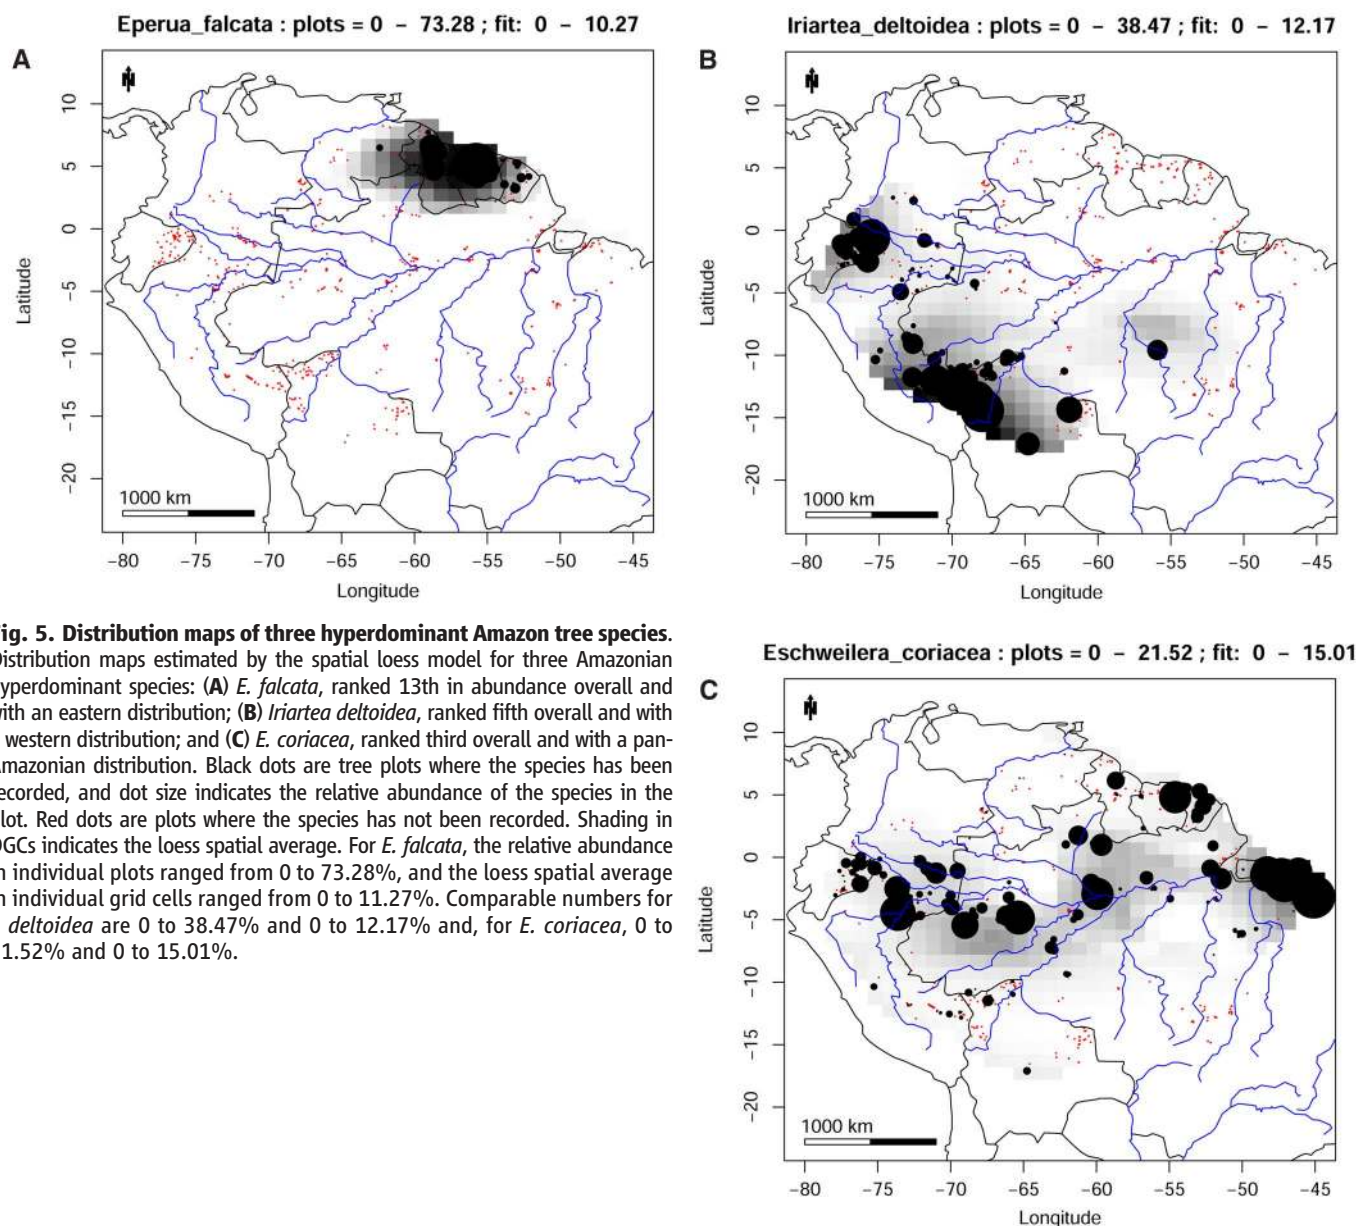 Eperua_falcata : plots = 0 – 73.28 ; fit: 0 – 10.27
A
N
10
5
0
−5
−10
−15
−20
Latitude
1000 km
−80 −75 −70 −65 −60 −55 −50 −45
Longitude
Iriartea_deltoidea : plots = 0 – 38.47 ; fit: 0 – 12.17
B
N
10
5
0
−5
−10
−15
−20
Latitude
1000 km
−80 −75 −70 −65 −60 −55 −50 −45
Longitude
ig. 5. Distribution maps of three hyperdominant Amazon tree species.
istribution maps estimated by the spatial loess model for three Amazonian
yperdominant species: (A) E. falcata, ranked 13th in abundance overall and
ith an eastern distribution; (B) Iriartea deltoidea, ranked fifth overall and with
western distribution; and (C) E. coriacea, ranked third overall and with a pan-
mazonian distribution. Black dots are tree plots where the species has been
ecorded, and dot size indicates the relative abundance of the species in the
lot. Red dots are plots where the species has not been recorded. Shading in
DGCs indicates the loess spatial average. For E. falcata, the relative abundance
n individual plots ranged from 0 to 73.28%, and the loess spatial average
n individual grid cells ranged from 0 to 11.27%. Comparable numbers for
. deltoidea are 0 to 38.47% and 0 to 12.17% and, for E. coriacea, 0 to
1.52% and 0 to 15.01%.
Eschweilera_coriacea : plots = 0 – 21.52 ; fit: 0 – 15.01
C
N
10
5
0
−5
−10
−15
−20
Latitude
1000 km
−80 −75 −70 −65 −60 −55 −50 −45
Longitude